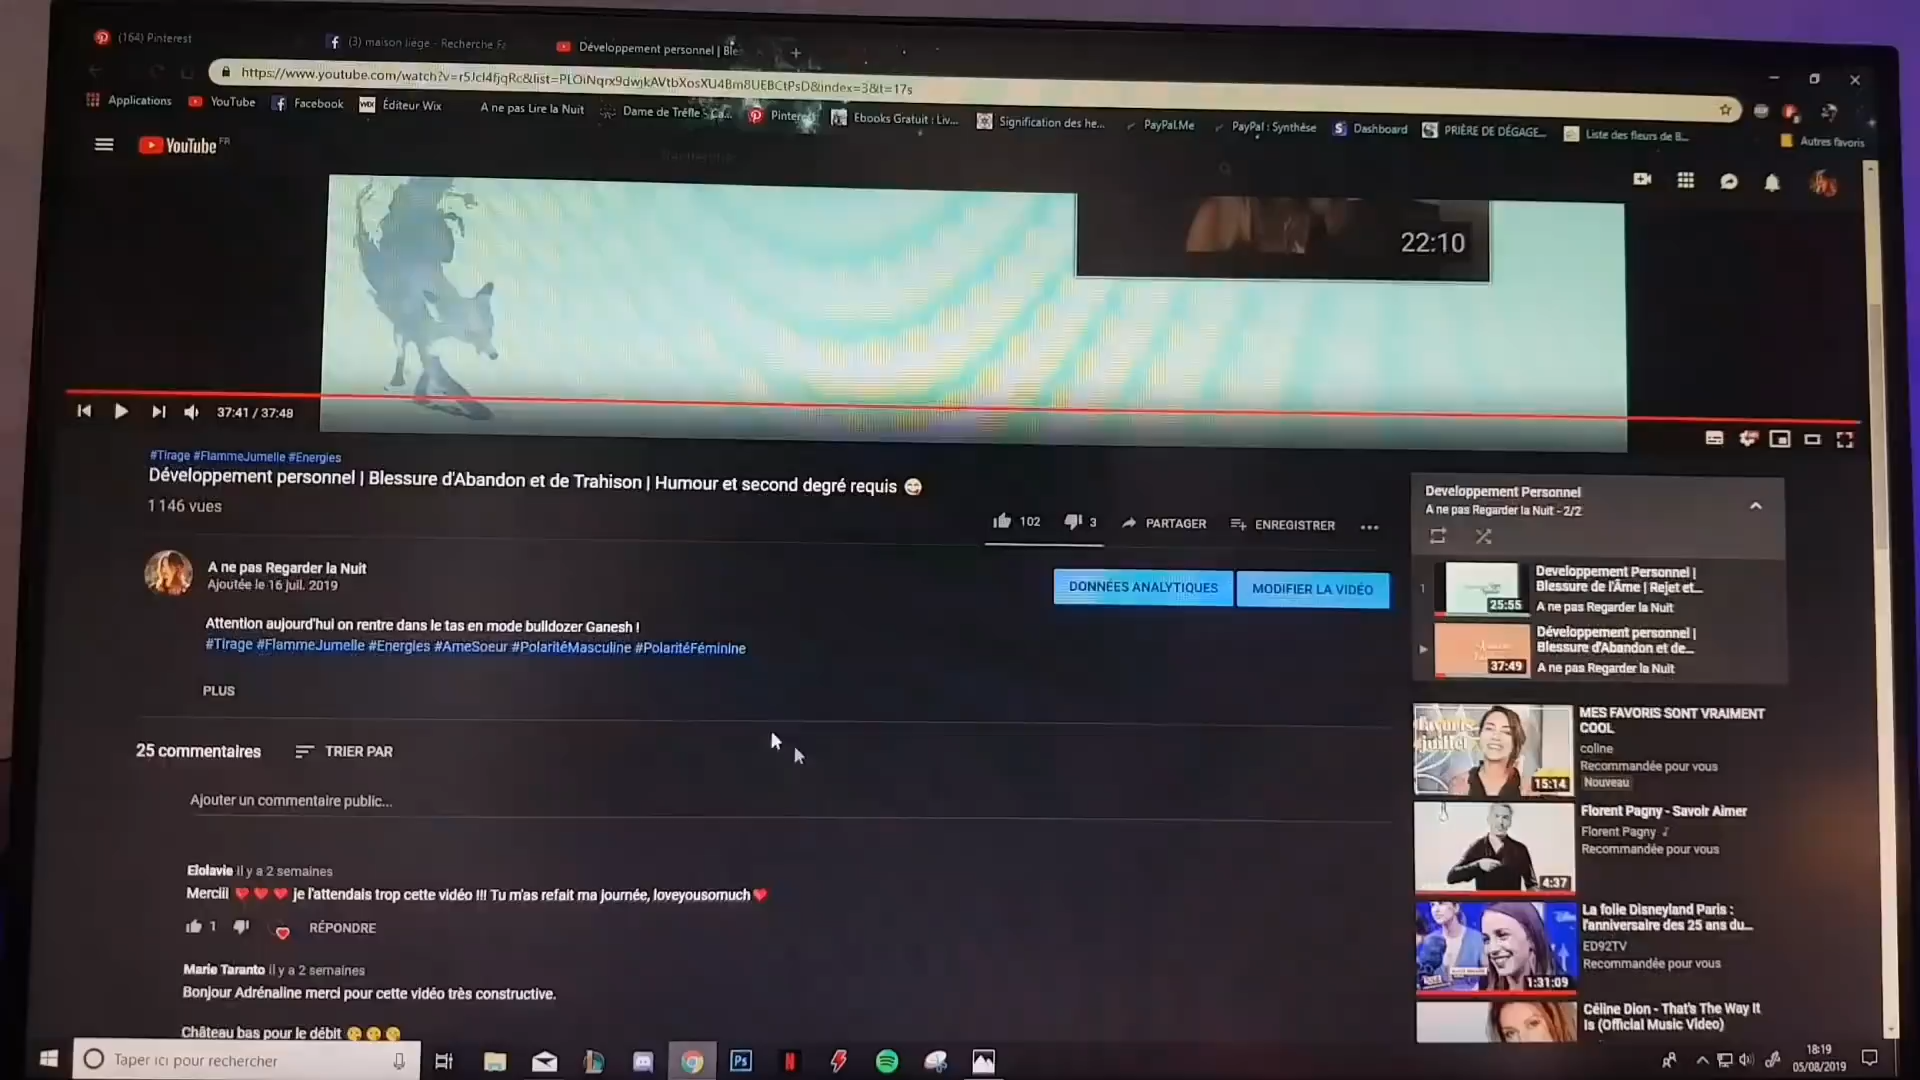 (164) Pinterest
(3) maison liege - Recherche Fa
Développement personnel | Ble
https://www.youtube.com/watch?v=r5Jcl4fjqRc&list=PLOiNqrx9dwjkAVtbXosXU4Bm8UEBCtPsD&index=3&t=17s
Applications
YouTube
Facebook
Éditeur Wix
A ne pas Lire la Nuit
Dame de Trèfle - Ca...
Pinterest
Ebooks Gratuit : Liv...
Signification des he...
PayPal.Me
PayPal : Synthèse
Dashboard
PRIÈRE DE DÉGAGE...
Liste des fleurs de B...
Autres favoris
YouTube FR
22:10
37:41 / 37:48
#Tirage #FlammeJumelle #Energies
Développement personnel | Blessure d'Abandon et de Trahison | Humour et second degré requis 😋
1 146 vues
102
3
PARTAGER
ENREGISTRER
A ne pas Regarder la Nuit
Ajoutée le 16 juil. 2019
DONNÉES ANALYTIQUES
MODIFIER LA VIDÉO
Attention aujourd'hui on rentre dans le tas en mode bulldozer Ganesh !
#Tirage #FlammeJumelle #Energies #AmeSoeur #PolaritéMasculine #PolaritéFéminine
PLUS
25 commentaires
TRIER PAR
Ajouter un commentaire public...
Elolavie il y a 2 semaines
Merciii ❤ ❤ ❤ je l'attendais trop cette vidéo !!! Tu m'as refait ma journée, loveyousomuch ❤
1
RÉPONDRE
Marie Taranto il y a 2 semaines
Bonjour Adrénaline merci pour cette vidéo très constructive.
Château bas pour le débit
Developpement Personnel
A ne pas Regarder la Nuit - 2/2
1
25:55
Developpement Personnel |
Blessure de l'Âme | Rejet et...
A ne pas Regarder la Nuit
37:49
Développement personnel |
Blessure d'Abandon et de...
A ne pas Regarder la Nuit
favoris
juillet
15:14
MES FAVORIS SONT VRAIMENT
COOL
coline
Recommandée pour vous
Nouveau
4:37
Florent Pagny - Savoir Aimer
Florent Pagny ♪
Recommandée pour vous
1:31:09
La folie Disneyland Paris :
l'anniversaire des 25 ans du...
ED92TV
Recommandée pour vous
Céline Dion - That's The Way It
Is (Official Music Video)
Taper ici pour rechercher
Ps
18:19
05/08/2019